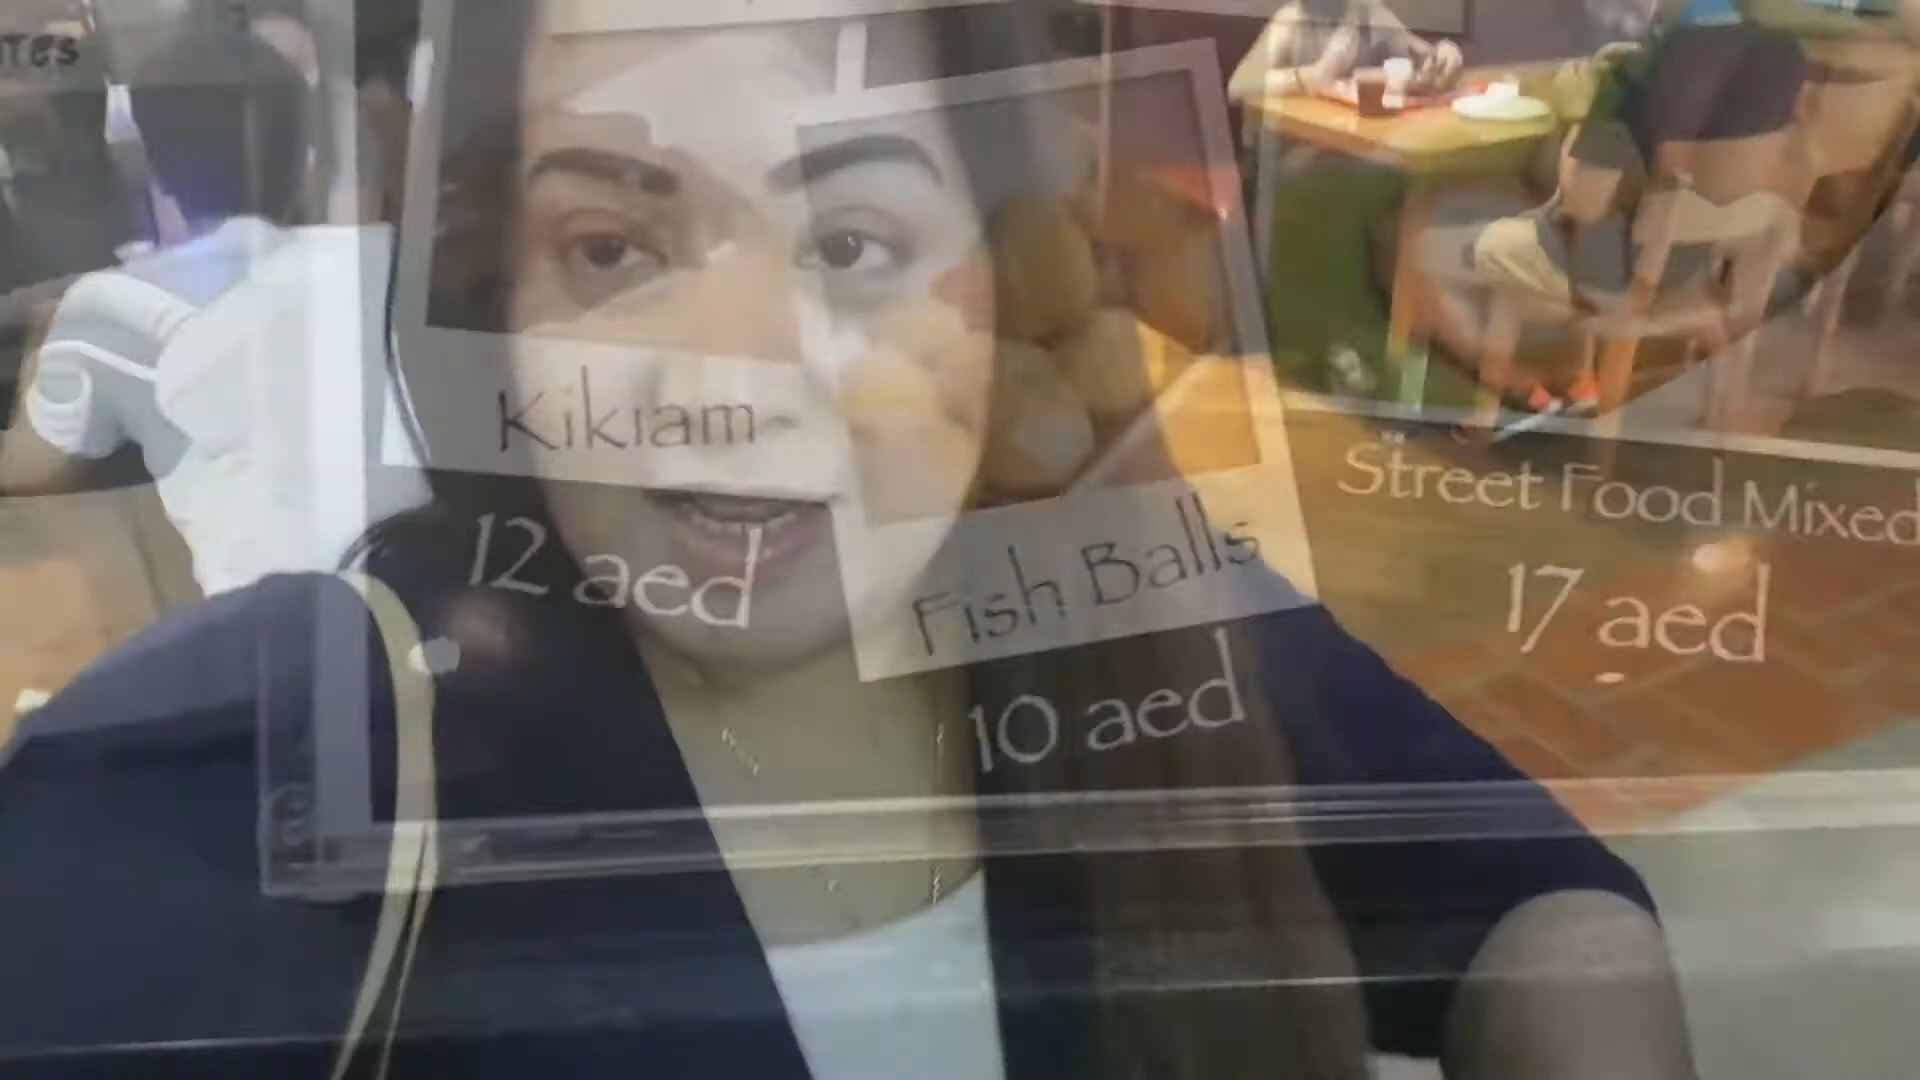 Kikiam
12 aed
Fish Balls
10 aed
Street Food Mixed
17 aed